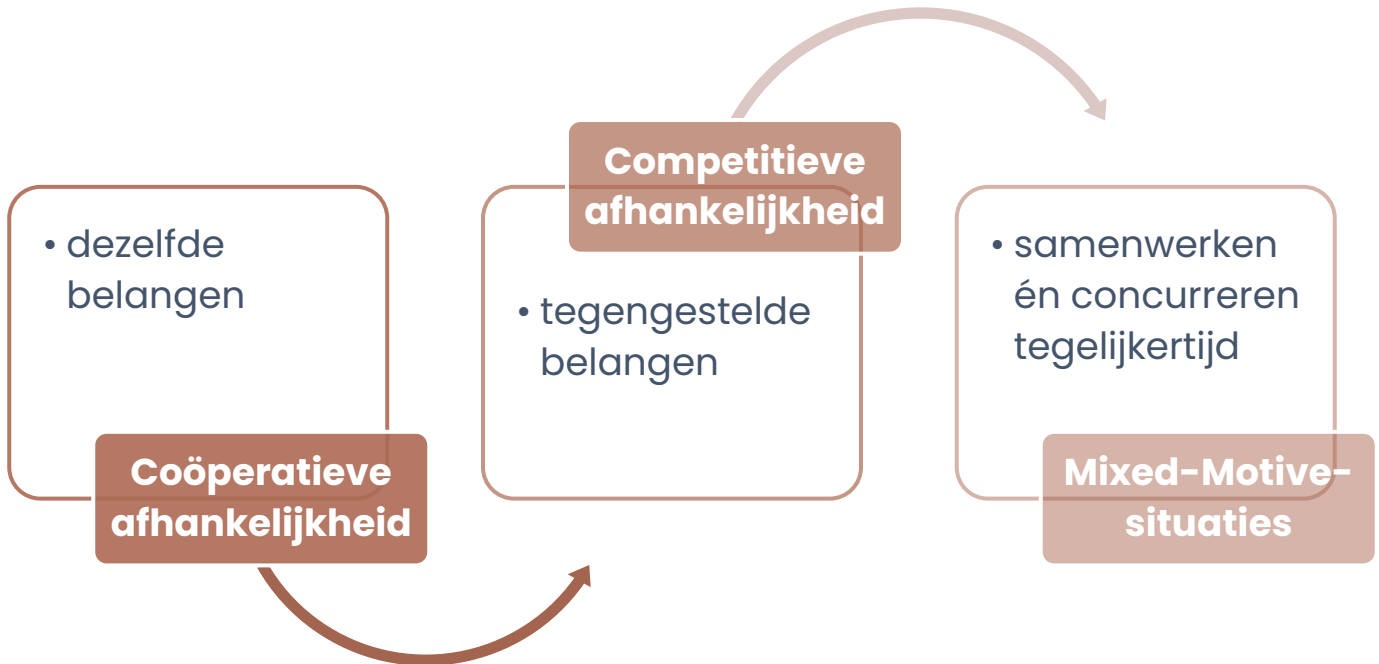 • dezelfde
belangen
Coöperatieve
afhankelijkheid
Competitieve
afhankelijkheid
• tegengestelde
belangen
• samenwerken
én concurreren
tegelijkertijd
Mixed-Motive-
situaties